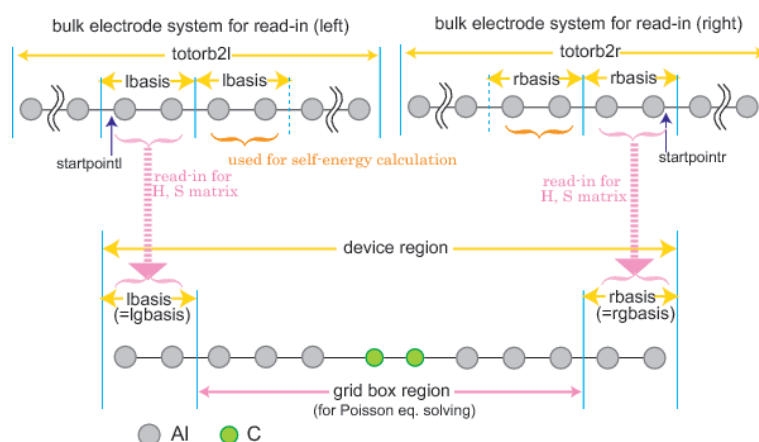 bulk electrode system for read-in (left)
bulk electrode system for read-in (right)
totorb2l
totorb2r
lbasis
lbasis
rbasis
rbasis
startpointl
used for self-energy calculation
startpointr
read-in for
H, S matrix
read-in for
H, S matrix
device region
lbasis
(=lgbasis)
rbasis
(=rgbasis)
grid box region
(for Poisson eq. solving)
Al
C